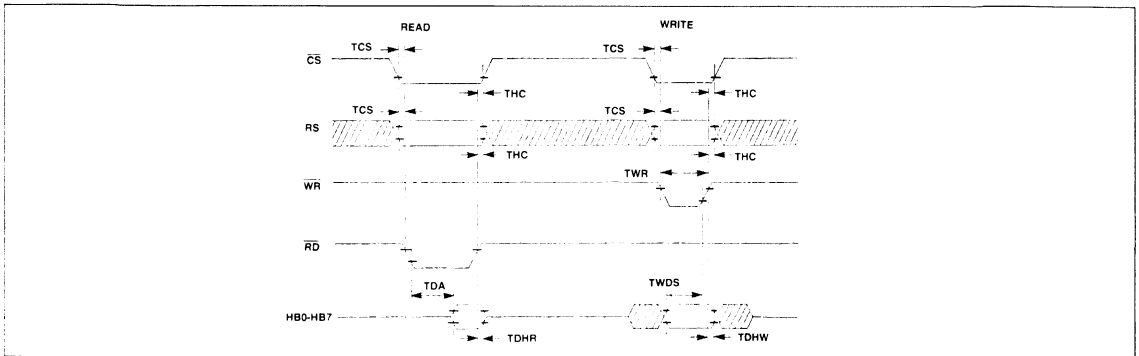 READ WRITE
TCS TCS
CS
THC THC
TCS TCS
RS
THC THC
TWR
WR
RD
TDA TWDS
HB0-HB7
TDHR TDHW